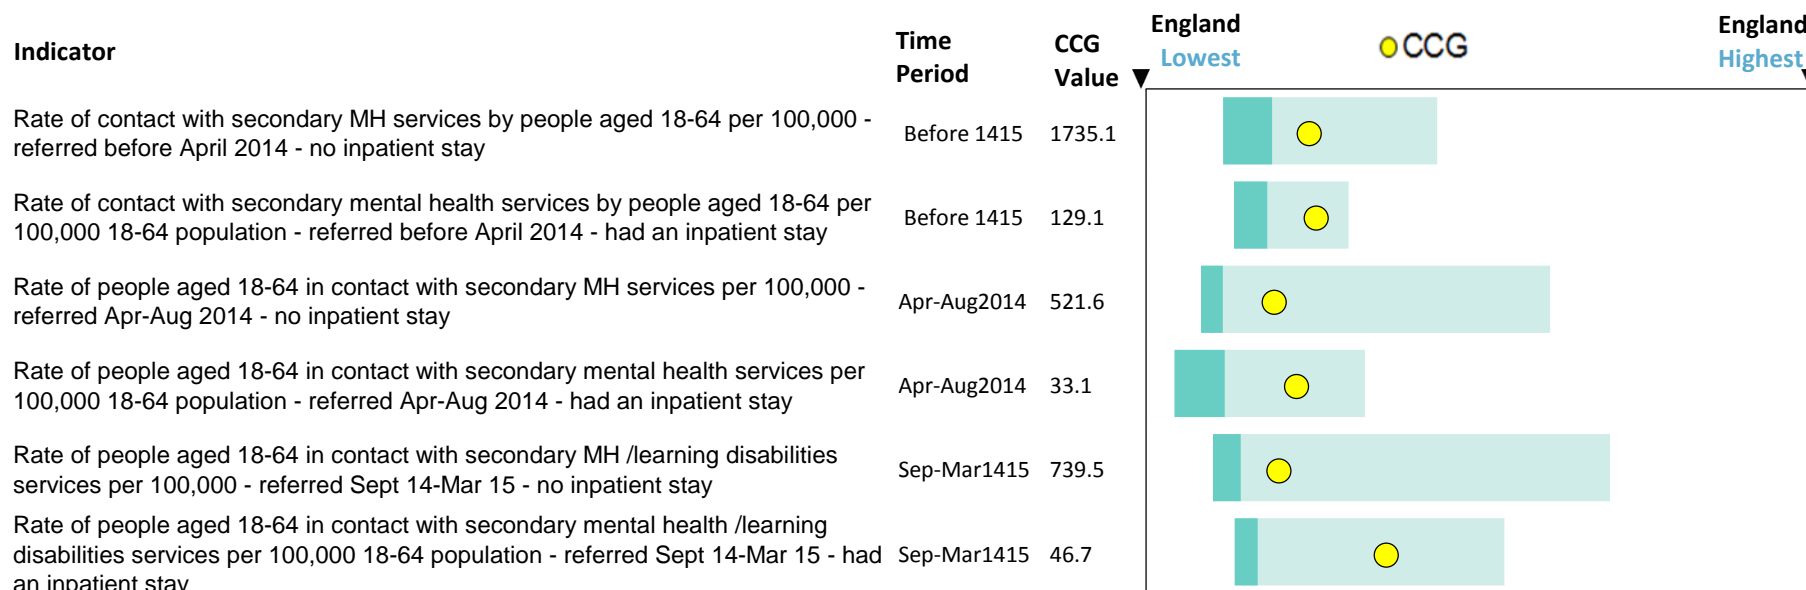 Indicator
Time Period
CCG Value
England Lowest
CCG
England Highest
Rate of contact with secondary MH services by people aged 18-64 per 100,000 -
referred before April 2014 - no inpatient stay
Before 1415
1735.1
Rate of contact with secondary mental health services by people aged 18-64 per
100,000 18-64 population - referred before April 2014 - had an inpatient stay
Before 1415
129.1
Rate of people aged 18-64 in contact with secondary MH services per 100,000 -
referred Apr-Aug 2014 - no inpatient stay
Apr-Aug2014
521.6
Rate of people aged 18-64 in contact with secondary mental health services per
100,000 18-64 population - referred Apr-Aug 2014 - had an inpatient stay
Apr-Aug2014
33.1
Rate of people aged 18-64 in contact with secondary MH /learning disabilities
services per 100,000 - referred Sept 14-Mar 15 - no inpatient stay
Sep-Mar1415
739.5
Rate of people aged 18-64 in contact with secondary mental health /learning
disabilities services per 100,000 18-64 population - referred Sept 14-Mar 15 - had
an inpatient stay
Sep-Mar1415
46.7